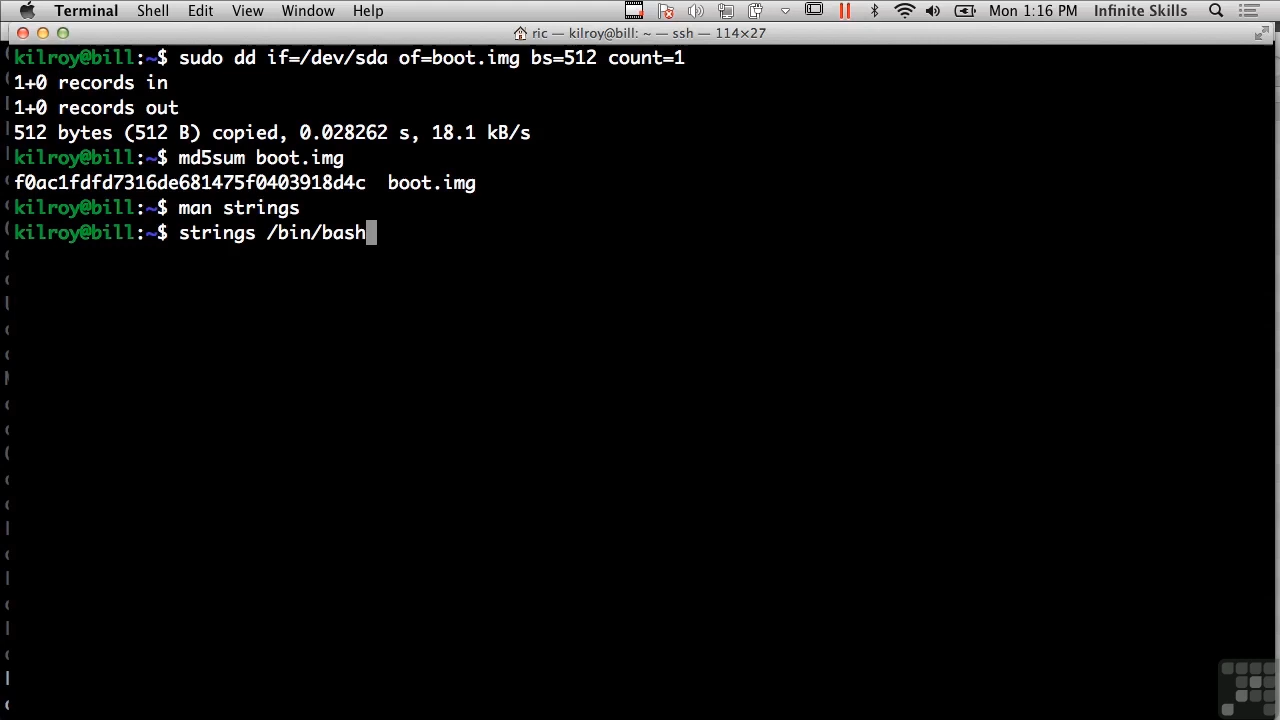 Terminal Shell Edit View Window Help Mon 1:16 PM Infinite Skills
ric — kilroy@bill: ~ — ssh — 114×27
kilroy@bill:~$ sudo dd if=/dev/sda of=boot.img bs=512 count=1
1+0 records in
1+0 records out
512 bytes (512 B) copied, 0.028262 s, 18.1 kB/s
kilroy@bill:~$ md5sum boot.img
f0ac1fdfd7316de681475f0403918d4c  boot.img
kilroy@bill:~$ man strings
kilroy@bill:~$ strings /bin/bash